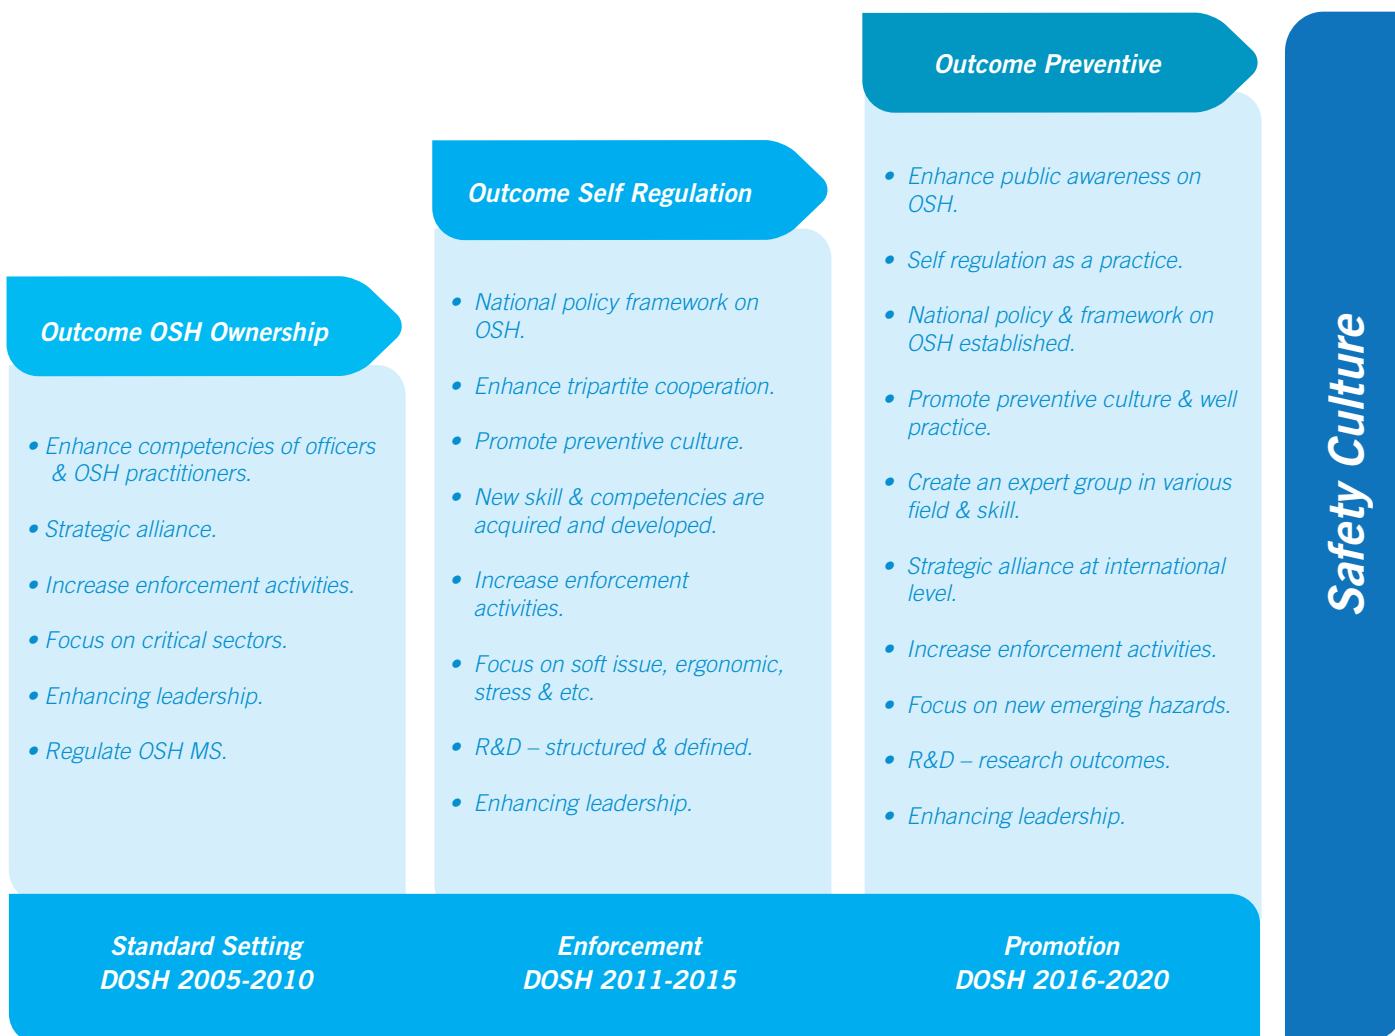 Outcome OSH Ownership
• Enhance competencies of officers
& OSH practitioners.
• Strategic alliance.
• Increase enforcement activities.
• Focus on critical sectors.
• Enhancing leadership.
• Regulate OSH MS.
Standard Setting
DOSH 2005-2010
Outcome Self Regulation
• National policy framework on
OSH.
• Enhance tripartite cooperation.
• Promote preventive culture.
• New skill & competencies are
acquired and developed.
• Increase enforcement
activities.
• Focus on soft issue, ergonomic,
stress & etc.
• R&D – structured & defined.
• Enhancing leadership.
Enforcement
DOSH 2011-2015
Outcome Preventive
• Enhance public awareness on
OSH.
• Self regulation as a practice.
• National policy & framework on
OSH established.
• Promote preventive culture & well
practice.
• Create an expert group in various
field & skill.
• Strategic alliance at international
level.
• Increase enforcement activities.
• Focus on new emerging hazards.
• R&D – research outcomes.
• Enhancing leadership.
Promotion
DOSH 2016-2020
Safety Culture